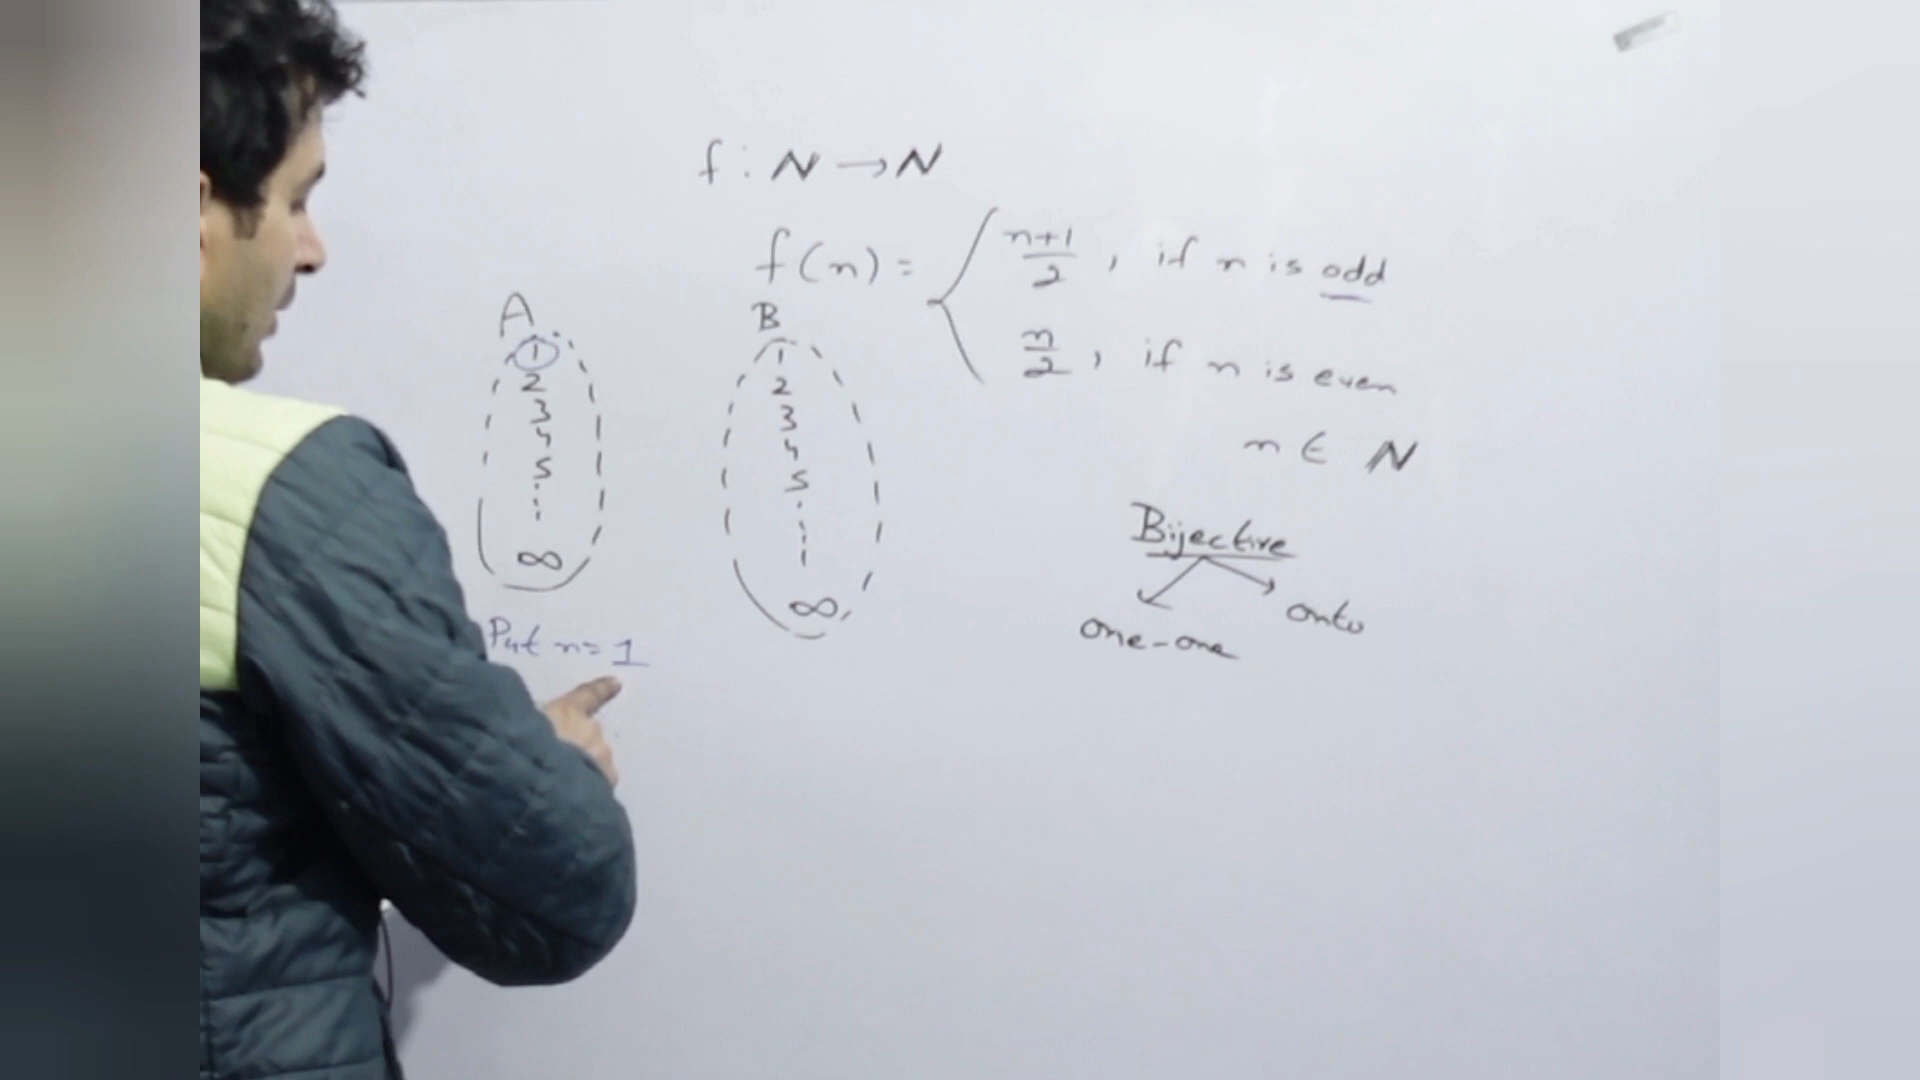 f : N → N
f(n) = { n+1/2 , if n is odd
n/2 , if n is even
n ∈ N
A
1
2
3
4
5
⋮
∞
B
1
2
3
4
5
⋮
∞
Bijective
one-one
onto
Put n = 1